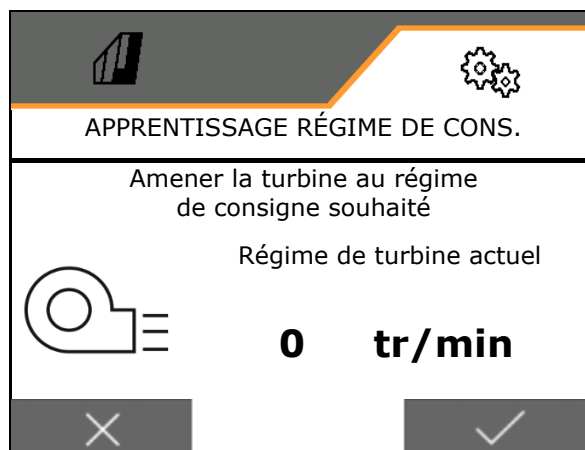 APPRENTISSAGE RÉGIME DE CONS.
Amener la turbine au régime
de consigne souhaité
Régime de turbine actuel
0 tr/min